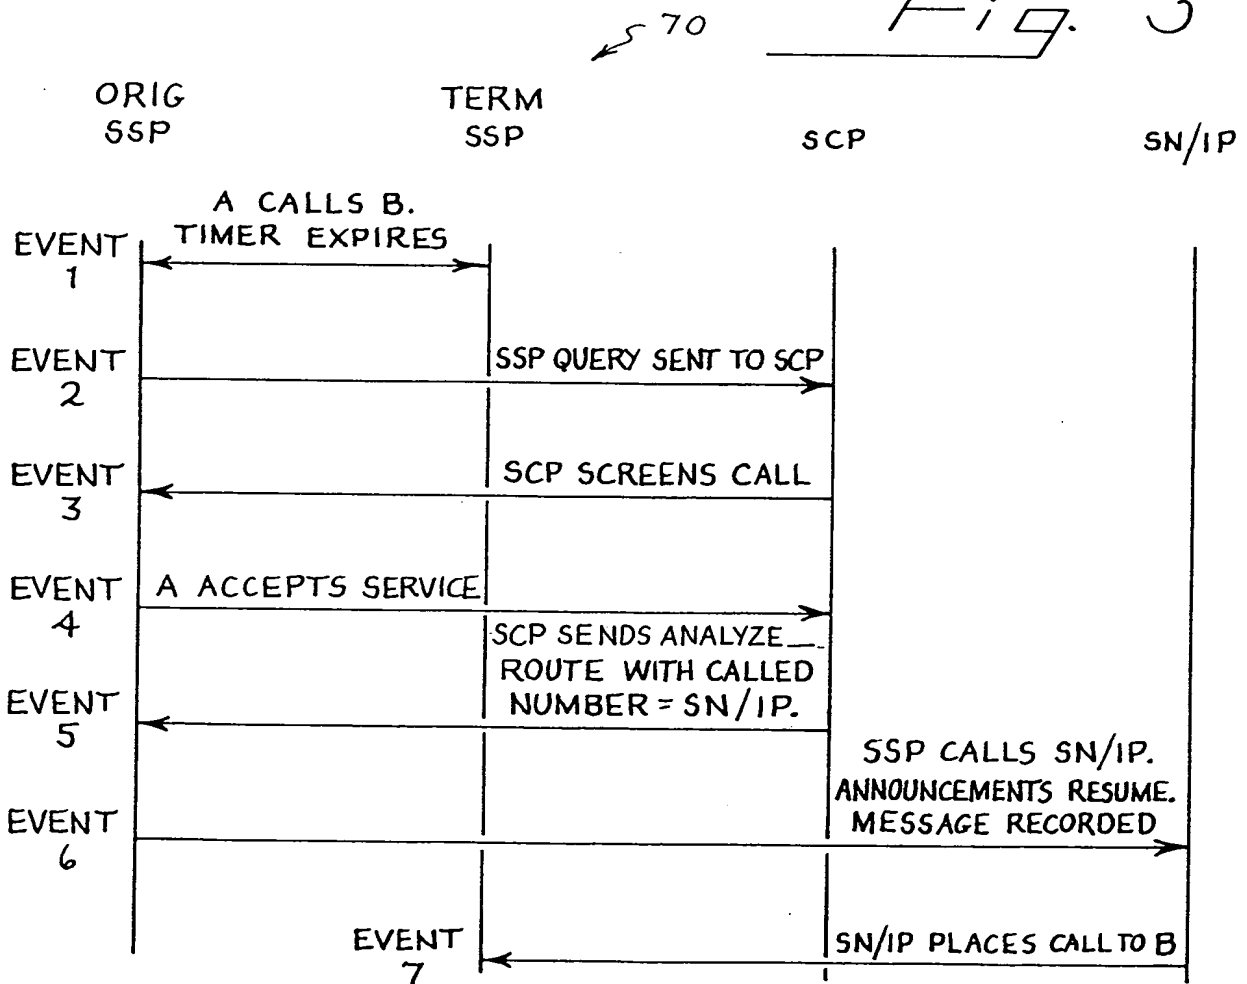 Fig. 3
70
ORIG
SSP
TERM
SSP
SCP
SN/IP
A CALLS B.
TIMER EXPIRES
EVENT
1
EVENT
2
SSP QUERY SENT TO SCP
EVENT
3
SCP SCREENS CALL
EVENT
4
A ACCEPTS SERVICE
SCP SENDS ANALYZE_
ROUTE WITH CALLED
NUMBER = SN/IP.
EVENT
5
SSP CALLS SN/IP.
ANNOUNCEMENTS RESUME.
MESSAGE RECORDED
EVENT
6
EVENT
7
SN/IP PLACES CALL TO B